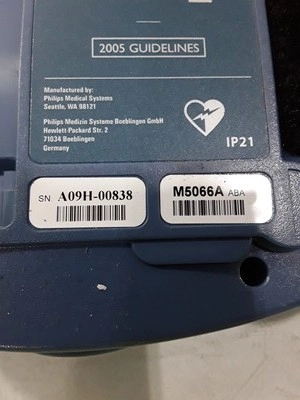 2005 GUIDELINES
Manufactured by:
Philips Medical Systems
Seattle, WA 98121
Philips Medizin Systeme Boeblingen GmbH
Hewlett-Packard Str. 2
71034 Boeblingen
Germany
IP21
SN: A09H-00838
M5066A ABA